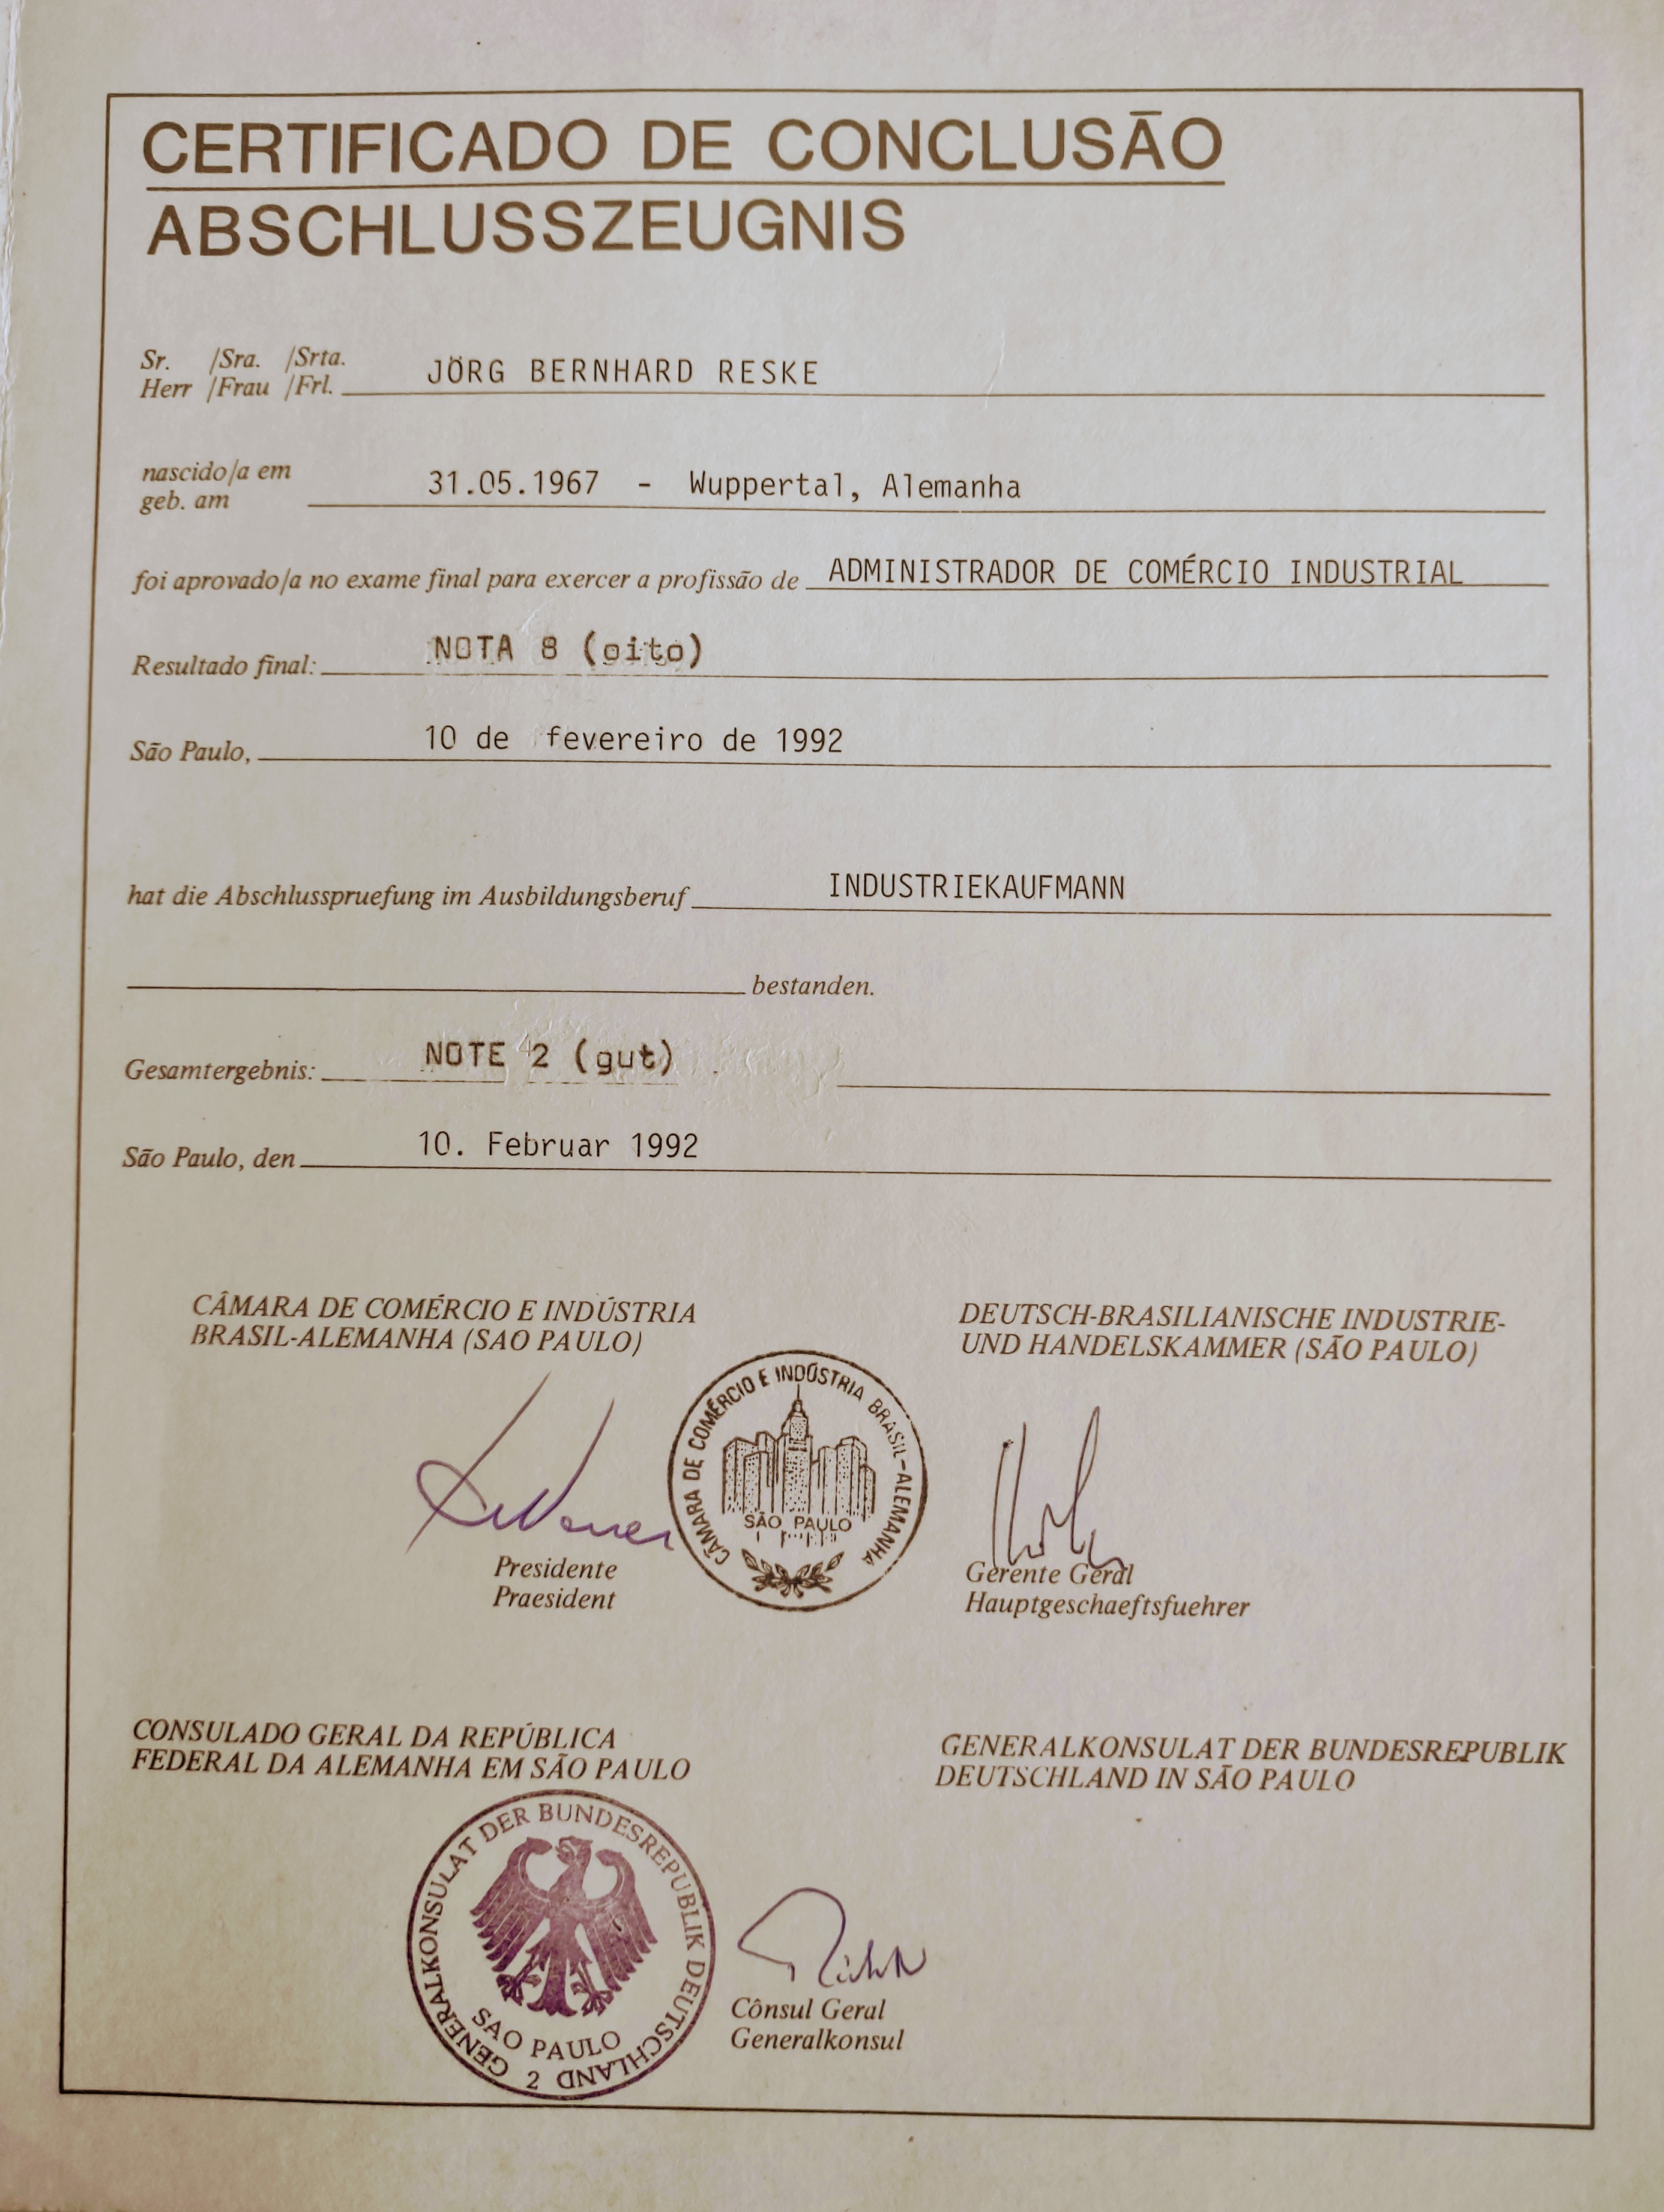 CERTIFICADO DE CONCLUSÃO
ABSCHLUSSZEUGNIS
Sr. /Sra. /Srta.
Herr /Frau /Frl. JÖRG BERNHARD RESKE
nascido/a em
geb. am 31.05.1967 - Wuppertal, Alemanha
foi aprovado/a no exame final para exercer a profissão de ADMINISTRADOR DE COMÉRCIO INDUSTRIAL
Resultado final: NOTA 8 (oito)
São Paulo, 10 de fevereiro de 1992
hat die Abschlusspruefung im Ausbildungsberuf INDUSTRIEKAUFMANN
bestanden.
Gesamtergebnis: NOTE 2 (gut)
São Paulo, den 10. Februar 1992
CÂMARA DE COMÉRCIO E INDÚSTRIA
BRASIL-ALEMANHA (SAO PAULO)
DEUTSCH-BRASILIANISCHE INDUSTRIE-
UND HANDELSKAMMER (SÃO PAULO)
CÂMARA DE COMÉRCIO E INDÚSTRIA BRASIL-ALEMANHA
SÃO PAULO
Presidente
Praesident
Gerente Geral
Hauptgeschaeftsfuehrer
CONSULADO GERAL DA REPÚBLICA
FEDERAL DA ALEMANHA EM SÃO PAULO
GENERALKONSULAT DER BUNDESREPUBLIK
DEUTSCHLAND IN SÃO PAULO
GENERALKONSULAT DER BUNDESREPUBLIK DEUTSCHLAND
SAO PAULO
2
Cônsul Geral
Generalkonsul